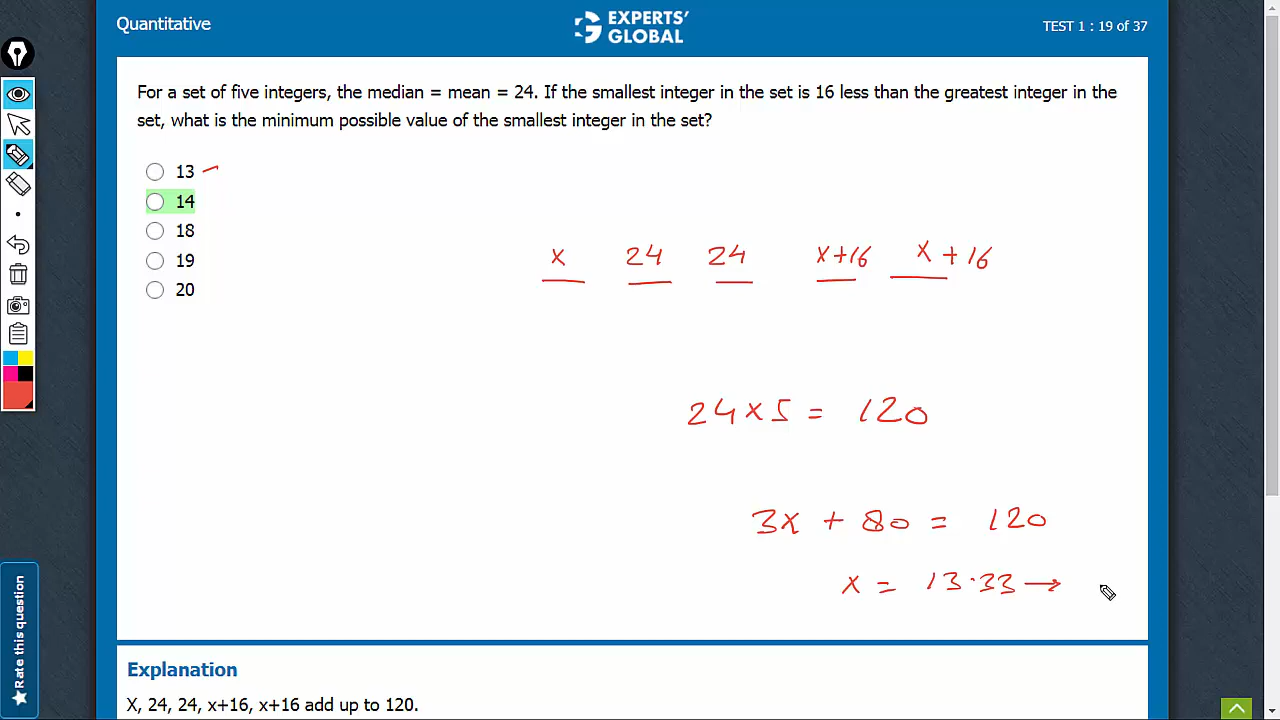 Quantitative
EXPERTS'
GLOBAL
TEST 1 : 19 of 37
For a set of five integers, the median = mean = 24. If the smallest integer in the set is 16 less than the greatest integer in the
set, what is the minimum possible value of the smallest integer in the set?
13
14
18
19
20
x 24 24 x+16 x+16
24x5 = 120
3x + 80 = 120
x = 13.33 →
Rate this question
Explanation
X, 24, 24, x+16, x+16 add up to 120.